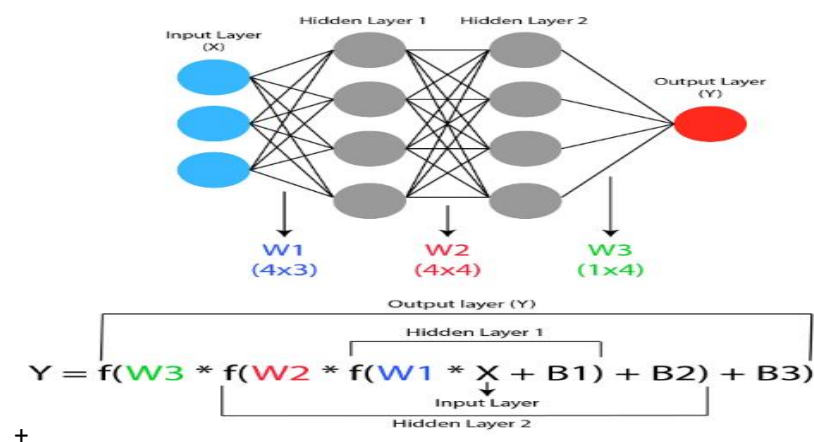 Hidden Layer 1 Hidden Layer 2
Input Layer
(X)
Output Layer
(Y)
W1 W2 W3
(4x3) (4x4) (1x4)
Output layer (Y)
Hidden Layer 1
Y = f(W3 * f(W2 * f(W1 * X + B1) + B2) + B3)
Input Layer
Hidden Layer 2
+